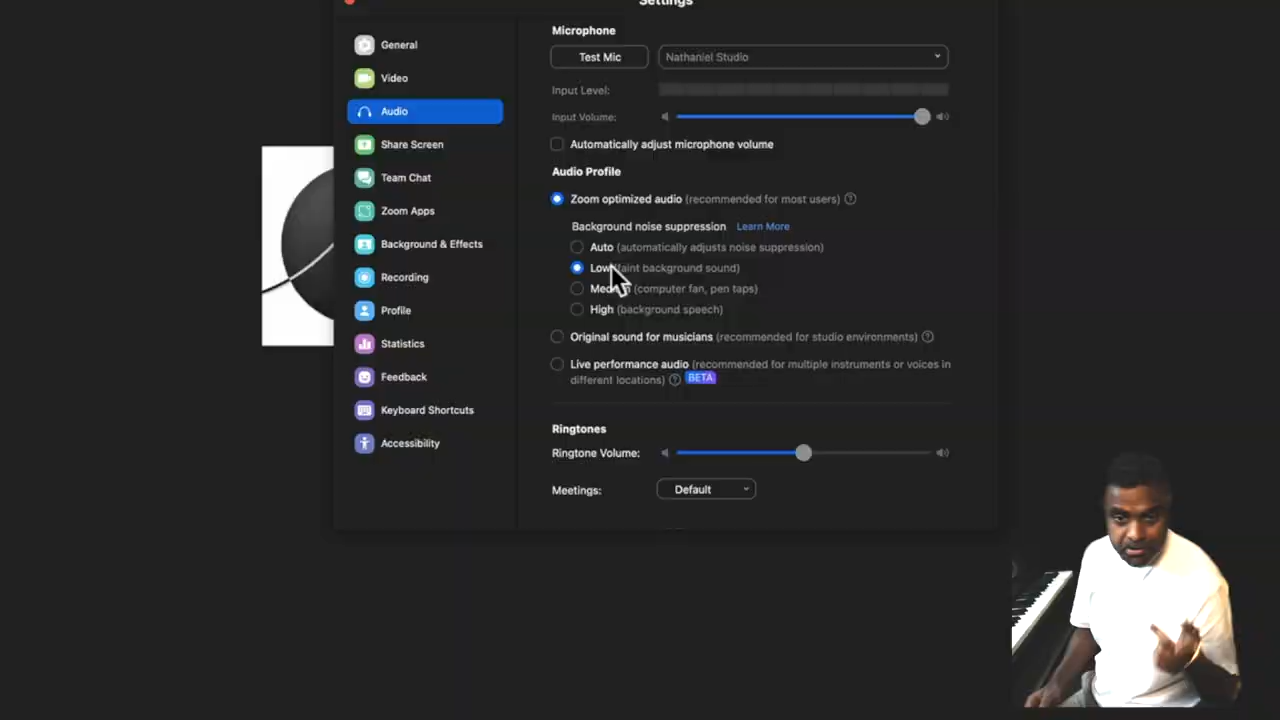 Settings
General
Video
Audio
Share Screen
Team Chat
Zoom Apps
Background & Effects
Recording
Profile
Statistics
Feedback
Keyboard Shortcuts
Accessibility
Microphone
Test Mic
Nathaniel Studio
Input Level:
Input Volume:
Automatically adjust microphone volume
Audio Profile
Zoom optimized audio (recommended for most users)
Background noise suppression Learn More
Auto (automatically adjusts noise suppression)
Low (faint background sound)
(computer fan, pen taps)
High (background speech)
Original sound for musicians (recommended for studio environments)
Live performance audio (recommended for multiple instruments or voices in
different locations) BETA
Ringtones
Ringtone Volume:
Meetings: Default